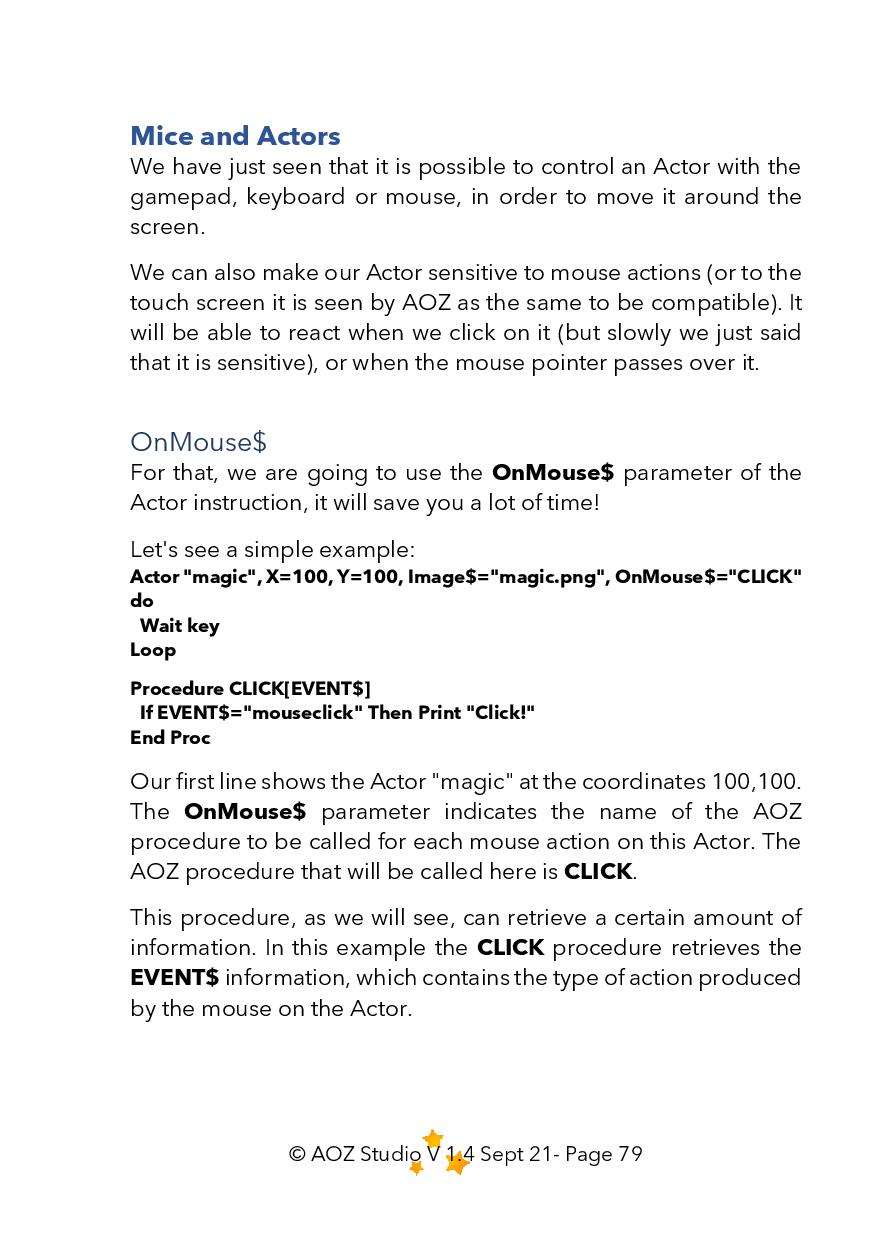 Mice and Actors
We have just seen that it is possible to control an Actor with the
gamepad, keyboard or mouse, in order to move it around the
screen.
We can also make our Actor sensitive to mouse actions (or to the
touch screen it is seen by AOZ as the same to be compatible). It
will be able to react when we click on it (but slowly we just said
that it is sensitive), or when the mouse pointer passes over it.
OnMouse$
For that, we are going to use the OnMouse$ parameter of the
Actor instruction, it will save you a lot of time!
Let's see a simple example:
Actor "magic", X=100, Y=100, Image$="magic.png", OnMouse$="CLICK"
do
  Wait key
Loop
Procedure CLICK[EVENT$]
  If EVENT$="mouseclick" Then Print "Click!"
End Proc
Our first line shows the Actor "magic" at the coordinates 100,100.
The OnMouse$ parameter indicates the name of the AOZ
procedure to be called for each mouse action on this Actor. The
AOZ procedure that will be called here is CLICK.
This procedure, as we will see, can retrieve a certain amount of
information. In this example the CLICK procedure retrieves the
EVENT$ information, which contains the type of action produced
by the mouse on the Actor.
© AOZ Studio V 1.4 Sept 21- Page 79